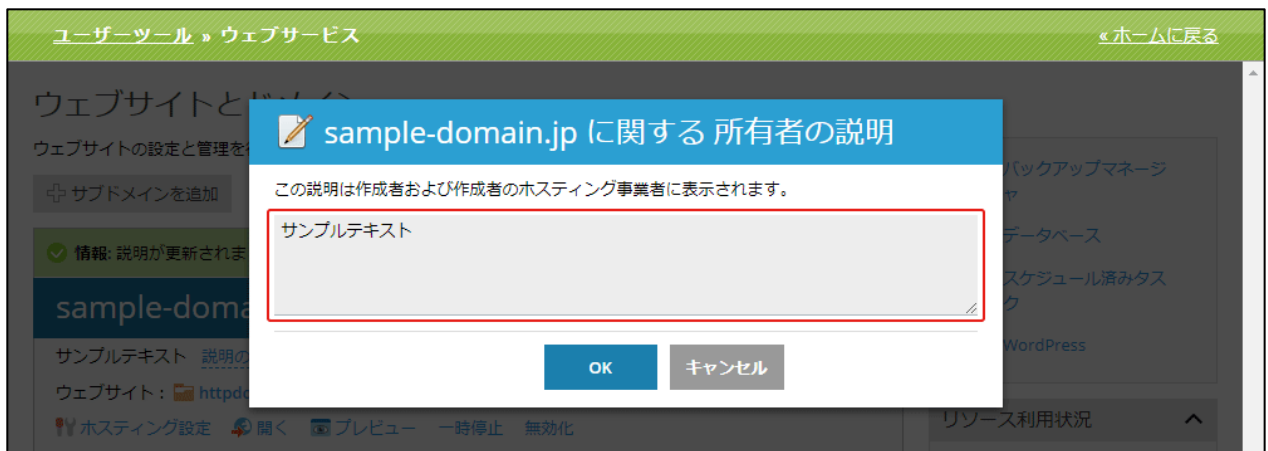 ユーザーツール » ウェブサービス
«ホームに戻る
ウェブサイトと
ウェブサイトの設定と管理を
サブドメインを追加
情報: 説明が更新されま
sample-doma
サンプルテキスト 説明の
ウェブサイト: httpdo
ホスティング設定 開く プレビュー 一時停止 無効化
sample-domain.jp に関する 所有者の説明
この説明は作成者および作成者のホスティング事業者に表示されます。
サンプルテキスト
OK キャンセル
バックアップマネージ
ャ
データベース
スケジュール済みタス
ク
WordPress
リソース利用状況